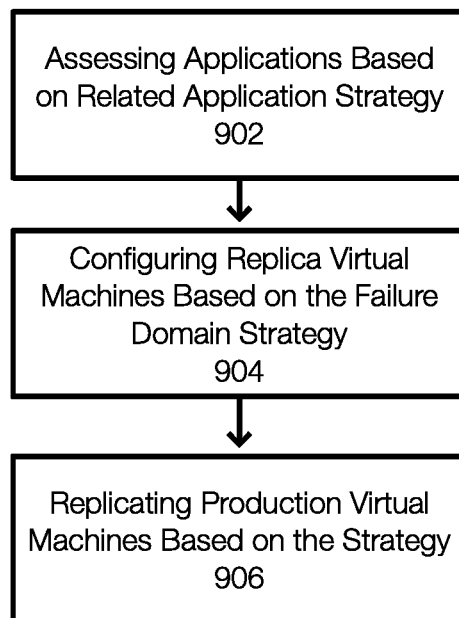 Assessing Applications Based
on Related Application Strategy
902
Configuring Replica Virtual
Machines Based on the Failure
Domain Strategy
904
Replicating Production Virtual
Machines Based on the Strategy
906